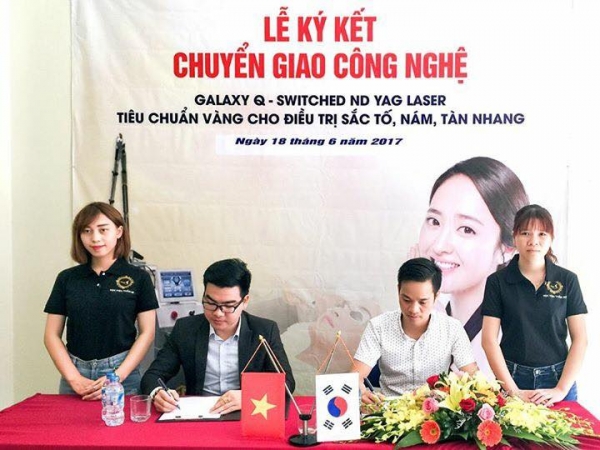 LỄ KÝ KẾT
CHUYỂN GIAO CÔNG NGHỆ
GALAXY Q - SWITCHED ND YAG LASER
TIÊU CHUẨN VÀNG CHO ĐIỀU TRỊ SẮC TỐ, NÁM, TÀN NHANG
Ngày 18 tháng 6 năm 2017